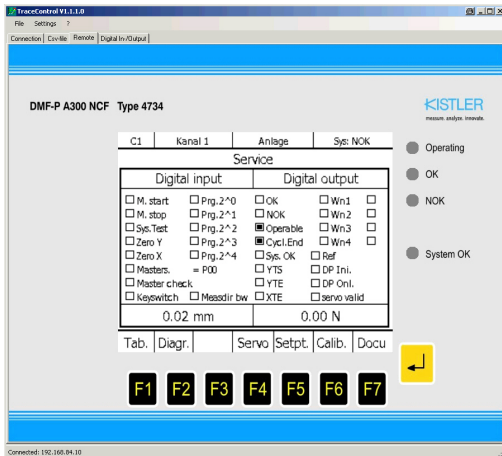 TraceControl V1.1.1.0
File Settings ?
Connection Csv-file Remote Digital In-/Output
DMF-P A300 NCF Type 4734
KISTLER
measure. analyze. innovate.
C1 Kanal 1 Anlage Sys: NOK
Service
Digital input Digital output
M. start Prg.2^0 OK Wn1
M. stop Prg.2^1 NOK Wn2
Sys.Test Prg.2^2 Operable Wn3
Zero Y Prg.2^3 Cycl.End Wn4
Zero X Prg.2^4 Sys. OK Ref
Masters. = P00 YTS DP Ini.
Master check YTE DP Onl.
Keyswitch Measdir bw XTE servo valid
0.02 mm 0.00 N
Tab. Diagr. Servo Setpt. Calib. Docu
F1 F2 F3 F4 F5 F6 F7
Operating
OK
NOK
System OK
Connected: 192.168.84.10